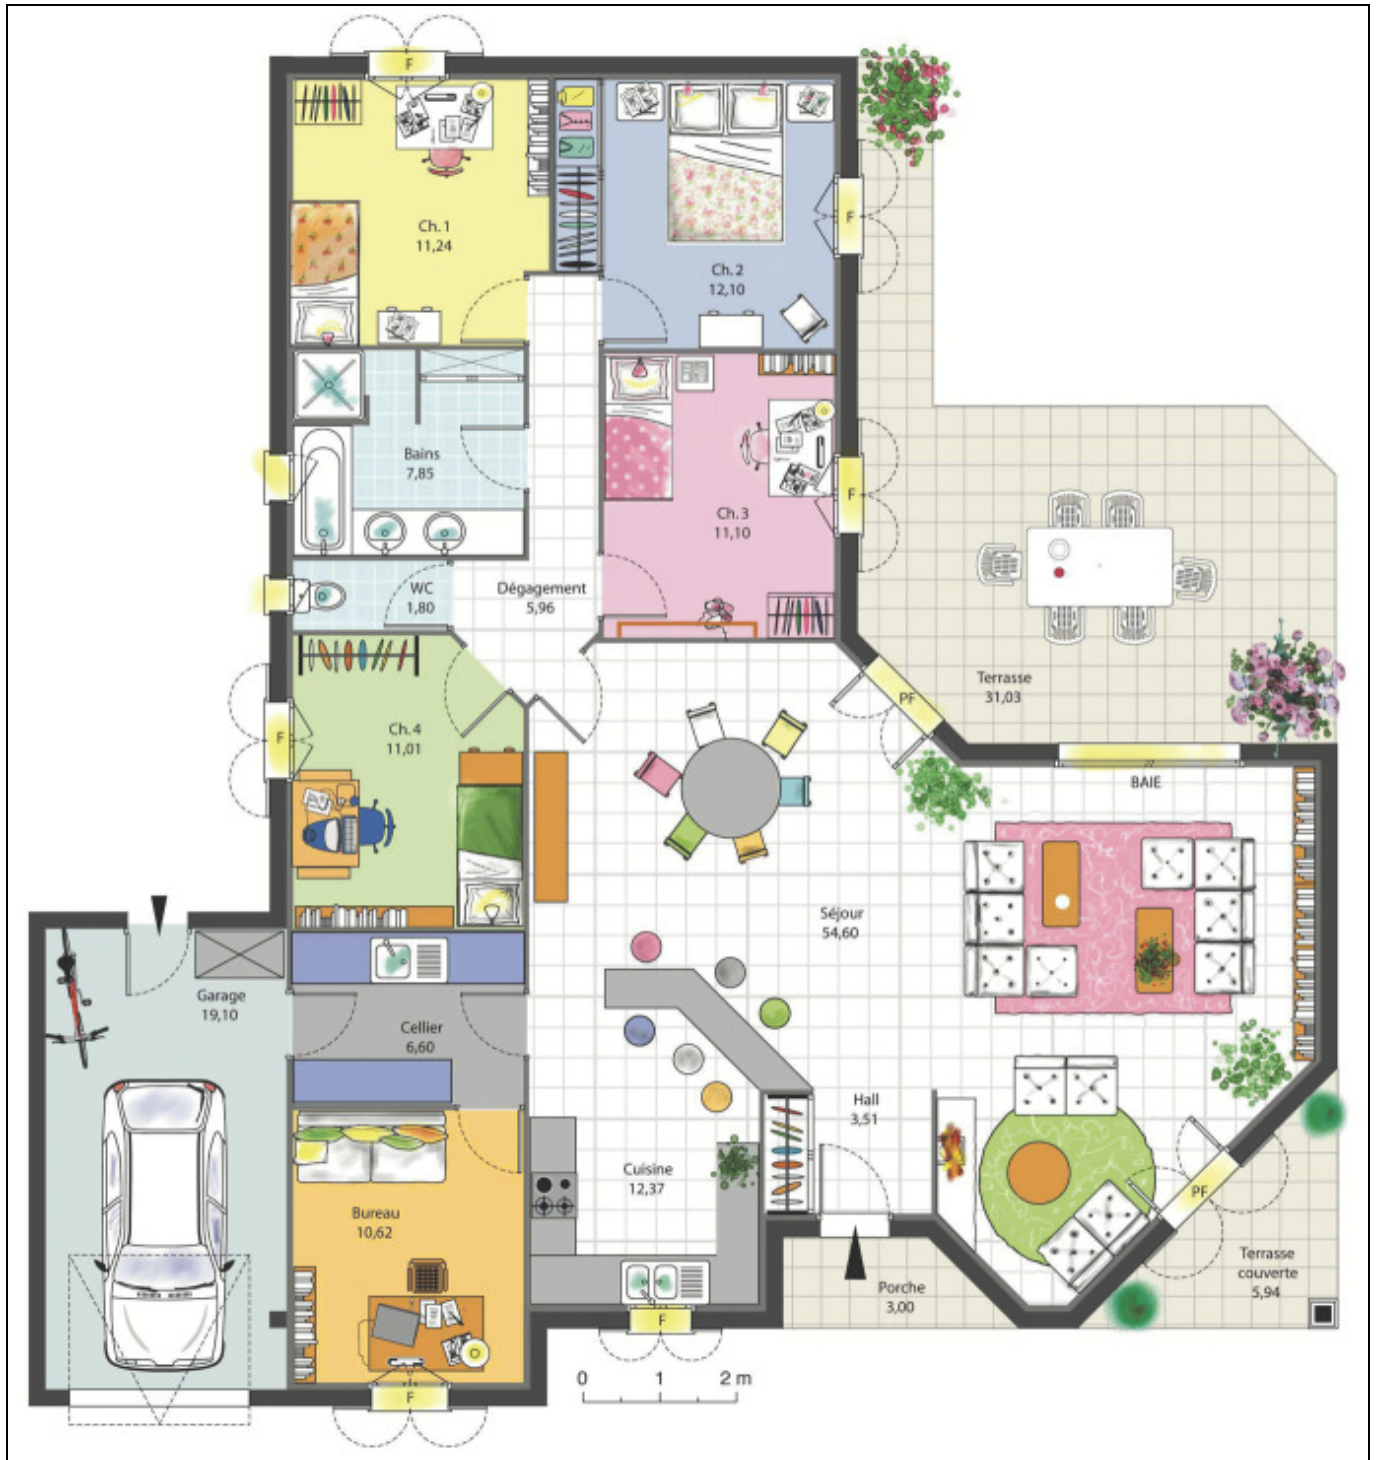 F
Ch. 1
11,24
F
Ch. 2
12,10
Bains
7,85
F
Ch. 3
11,10
WC
1,80
Dégagement
5,96
Terrasse
31,03
PF
F
Ch. 4
11,01
BAIE
Séjour
54,60
Garage
19,10
Cellier
6,60
Hall
3,51
Cuisine
12,37
PF
Bureau
10,62
Terrasse
couverte
5,94
Porche
3,00
F
0 1 2 m
F